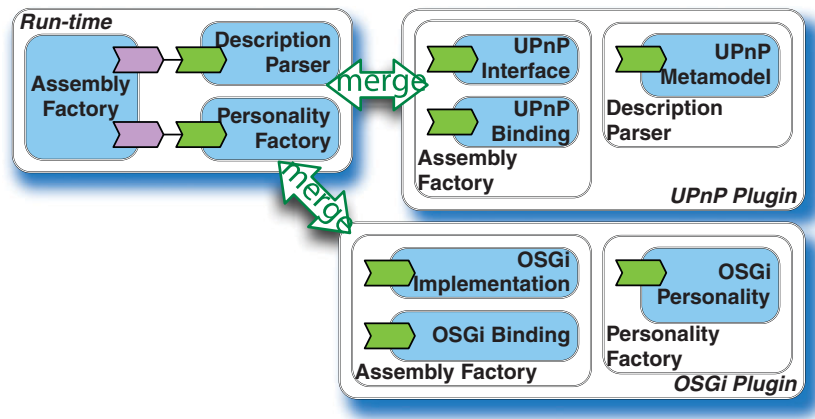 Run-time
Assembly
Factory
Description
Parser
Personality
Factory
merge
UPnP
Interface
UPnP
Binding
Assembly
Factory
UPnP
Metamodel
Description
Parser
UPnP Plugin
merge
OSGi
Implementation
OSGi Binding
Assembly Factory
OSGi
Personality
Personality
Factory
OSGi Plugin